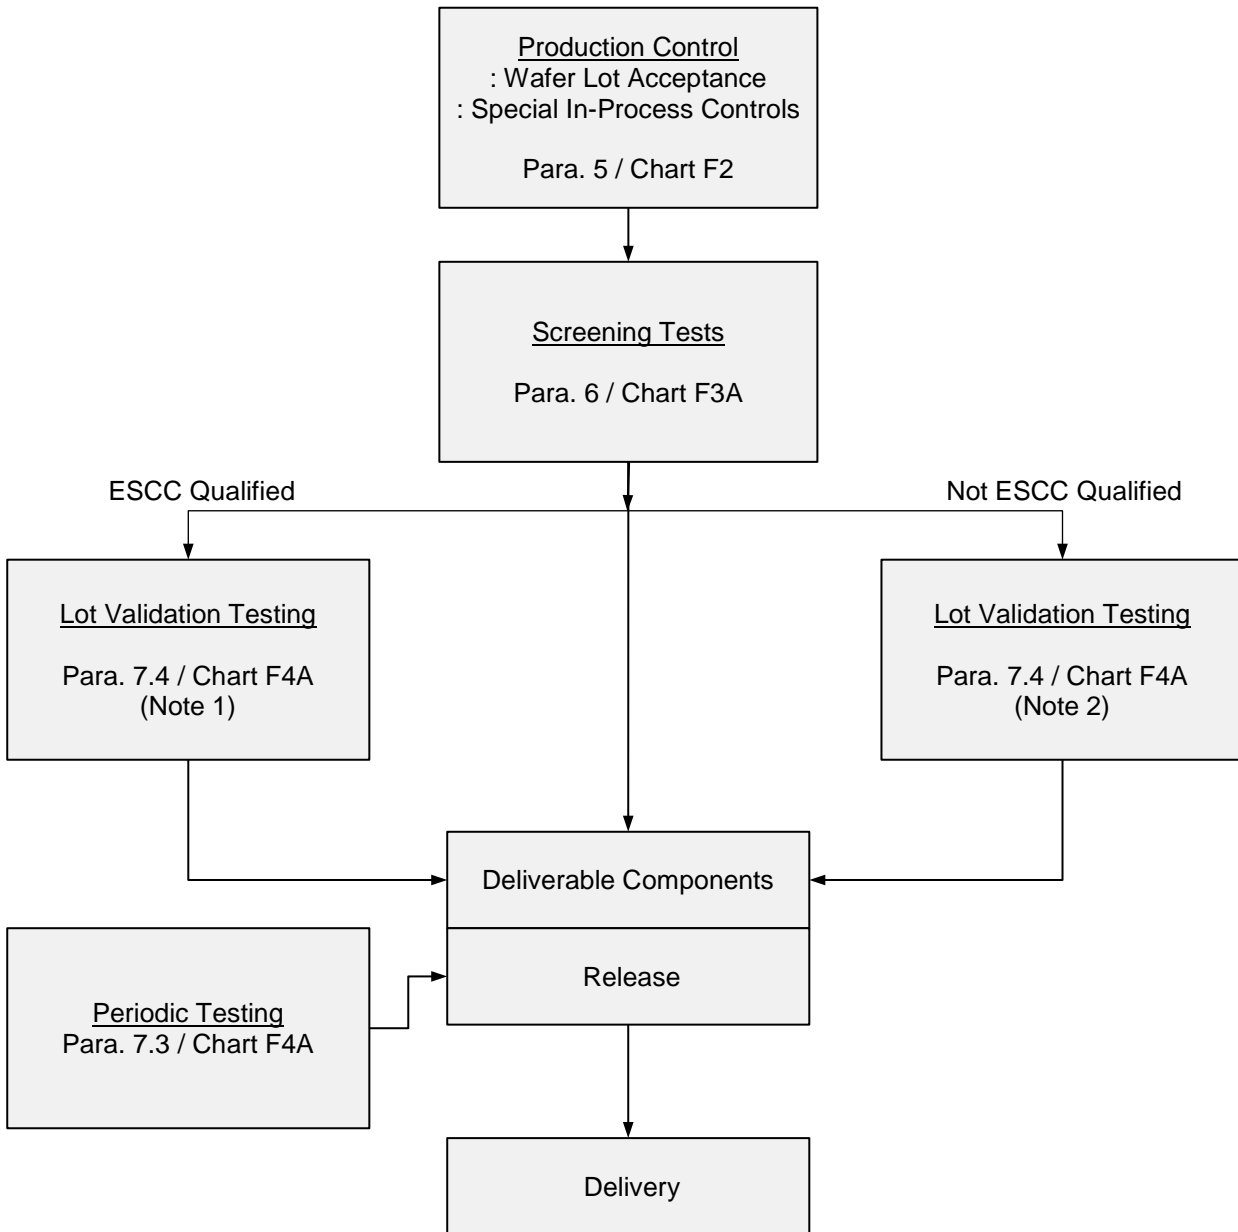 Production Control
: Wafer Lot Acceptance
: Special In-Process Controls
Para. 5 / Chart F2
Screening Tests
Para. 6 / Chart F3A
ESCC Qualified
Not ESCC Qualified
Lot Validation Testing
Para. 7.4 / Chart F4A
(Note 1)
Lot Validation Testing
Para. 7.4 / Chart F4A
(Note 2)
Deliverable Components
Release
Periodic Testing
Para. 7.3 / Chart F4A
Delivery